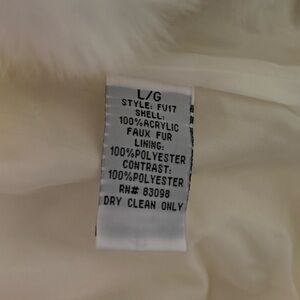 L/G
STYLE: FU17
SHELL:
100%ACRYLIC
FAUX FUR
LINING:
100%POLYESTER
CONTRAST:
100%POLYESTER
RN# 83098
DRY CLEAN ONLY